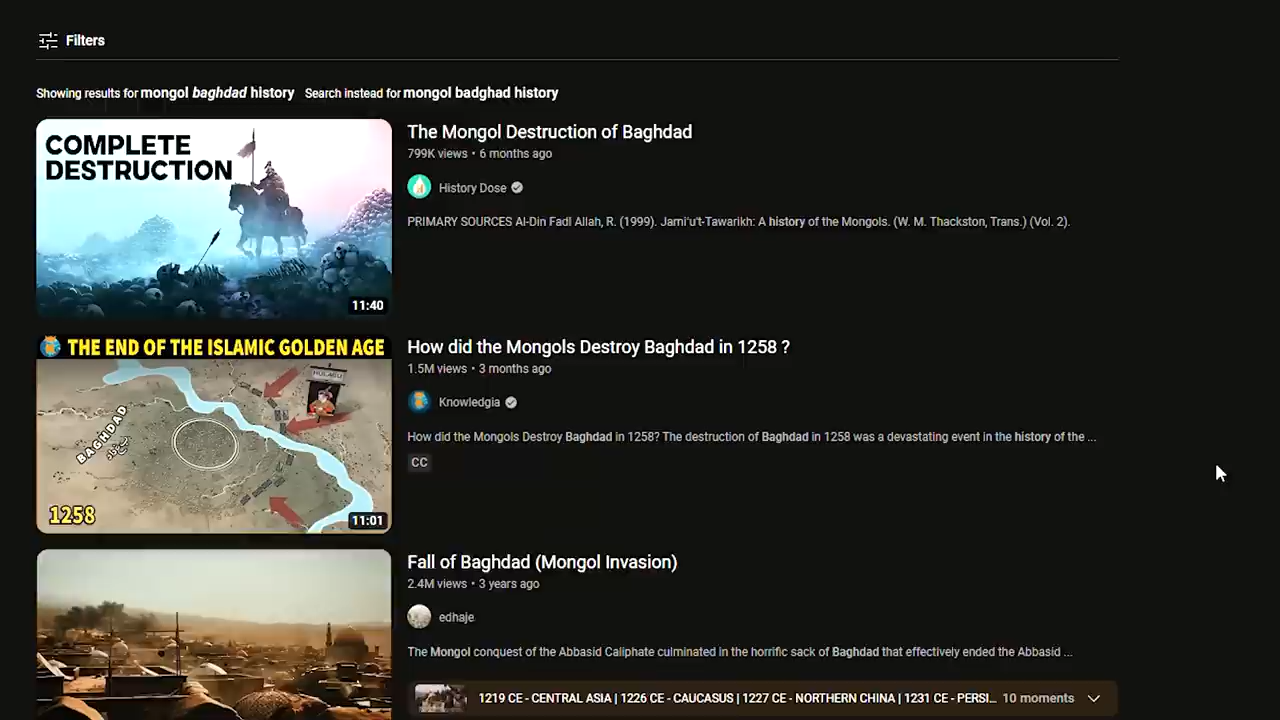 Filters
Showing results for mongol baghdad history Search instead for mongol badghad history
COMPLETE
DESTRUCTION
11:40
The Mongol Destruction of Baghdad
799K views • 6 months ago
History Dose
PRIMARY SOURCES Al-Din Fadl Allah, R. (1999). Jami'u't-Tawarikh: A history of the Mongols. (W. M. Thackston, Trans.) (Vol. 2).
THE END OF THE ISLAMIC GOLDEN AGE
HULAGU
BAGHDAD
1258
11:01
How did the Mongols Destroy Baghdad in 1258 ?
1.5M views • 3 months ago
Knowledgia
How did the Mongols Destroy Baghdad in 1258? The destruction of Baghdad in 1258 was a devastating event in the history of the ...
CC
Fall of Baghdad (Mongol Invasion)
2.4M views • 3 years ago
edhaje
The Mongol conquest of the Abbasid Caliphate culminated in the horrific sack of Baghdad that effectively ended the Abbasid ...
1219 CE - CENTRAL ASIA | 1226 CE - CAUCASUS | 1227 CE - NORTHERN CHINA | 1231 CE - PERSI... 10 moments